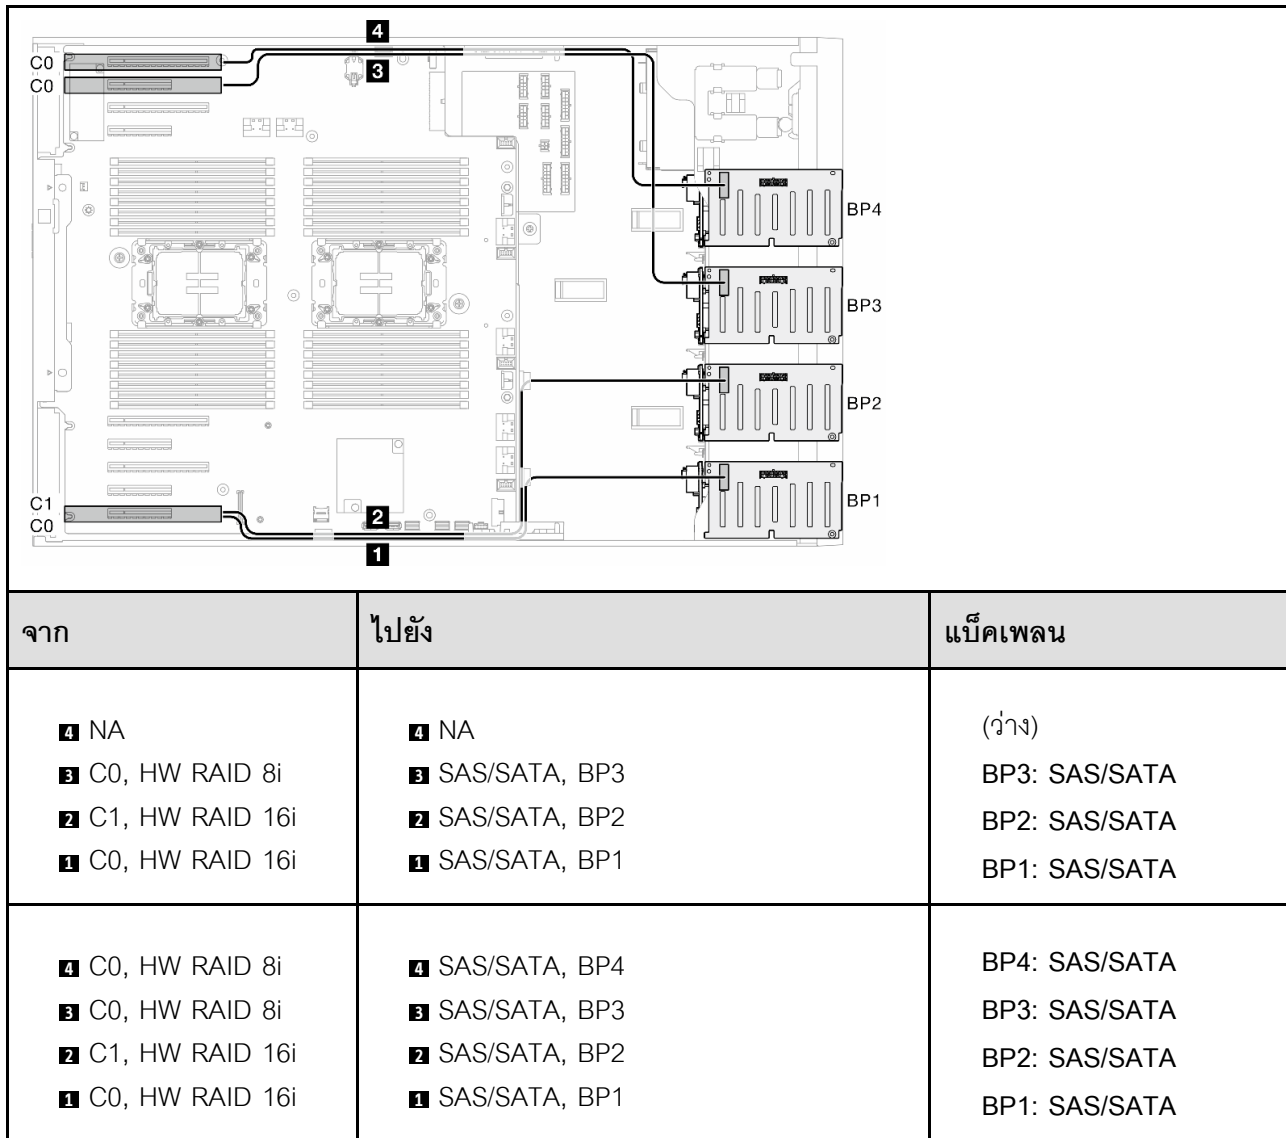 4
3
C0
C0
BP4
BP3
BP2
BP1
C1
C0
2
1
จาก ไปยัง แบ็คเพลน
4 NA
3 C0, HW RAID 8i
2 C1, HW RAID 16i
1 C0, HW RAID 16i
4 NA
3 SAS/SATA, BP3
2 SAS/SATA, BP2
1 SAS/SATA, BP1
(ว่าง)
BP3: SAS/SATA
BP2: SAS/SATA
BP1: SAS/SATA
4 C0, HW RAID 8i
3 C0, HW RAID 8i
2 C1, HW RAID 16i
1 C0, HW RAID 16i
4 SAS/SATA, BP4
3 SAS/SATA, BP3
2 SAS/SATA, BP2
1 SAS/SATA, BP1
BP4: SAS/SATA
BP3: SAS/SATA
BP2: SAS/SATA
BP1: SAS/SATA